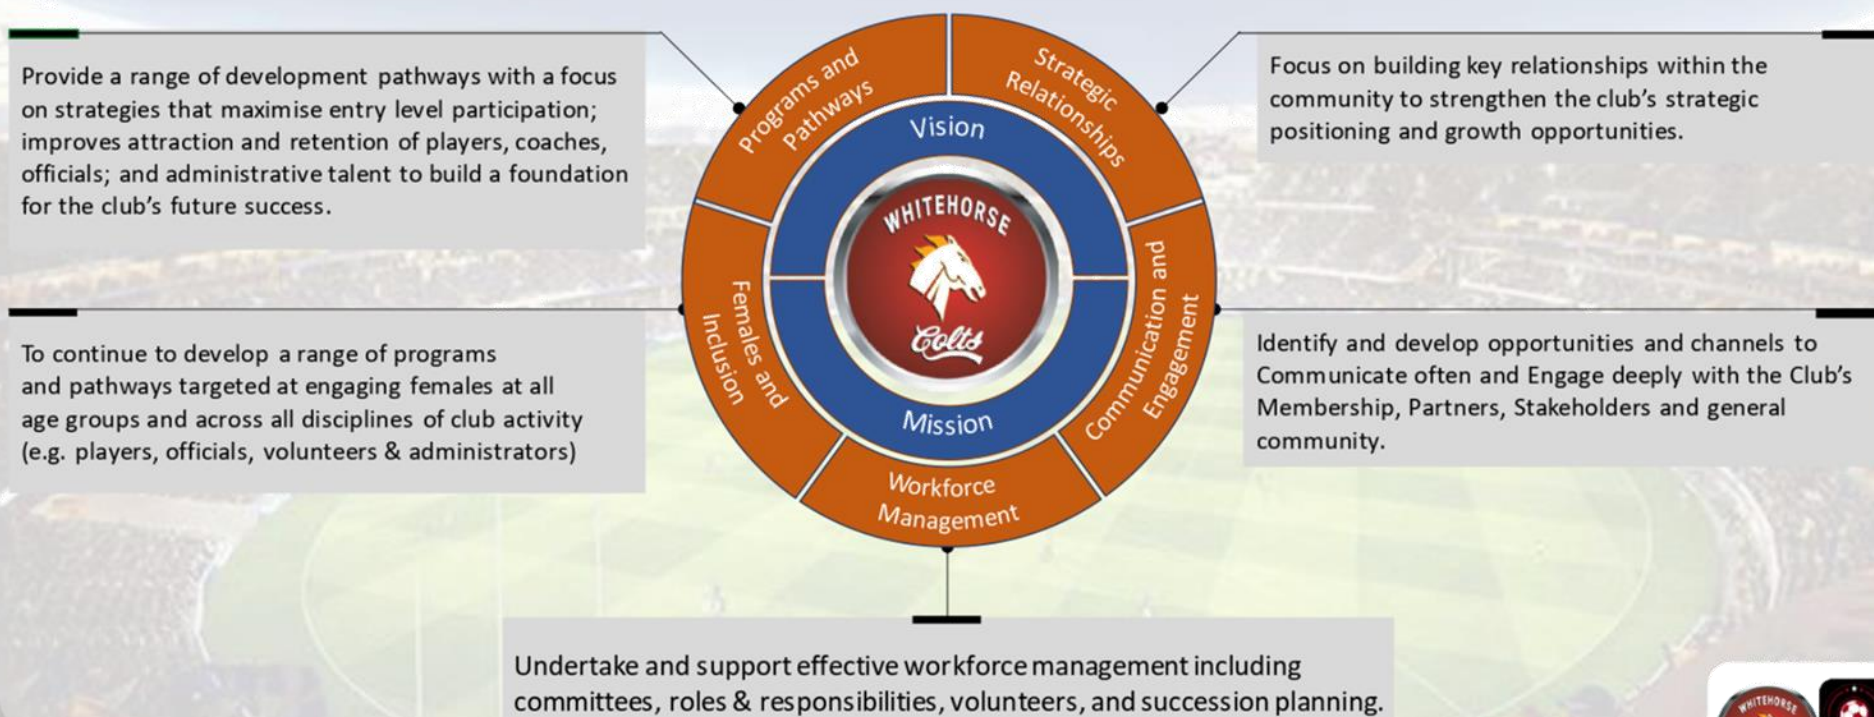 Provide a range of development pathways with a focus
on strategies that maximise entry level participation;
improves attraction and retention of players, coaches,
officials; and administrative talent to build a foundation
for the club's future success.
To continue to develop a range of programs
and pathways targeted at engaging females at all
age groups and across all disciplines of club activity
(e.g. players, officials, volunteers & administrators)
Programs and
Pathways
Strategic
Relationships
Vision
WHITEHORSE
Colts
Females and
Inclusion
Communication and
Engagement
Mission
Workforce
Management
Focus on building key relationships within the
community to strengthen the club's strategic
positioning and growth opportunities.
Identify and develop opportunities and channels to
Communicate often and Engage deeply with the Club's
Membership, Partners, Stakeholders and general
community.
Undertake and support effective workforce management including
committees, roles & responsibilities, volunteers, and succession planning.
WHITEHORSE